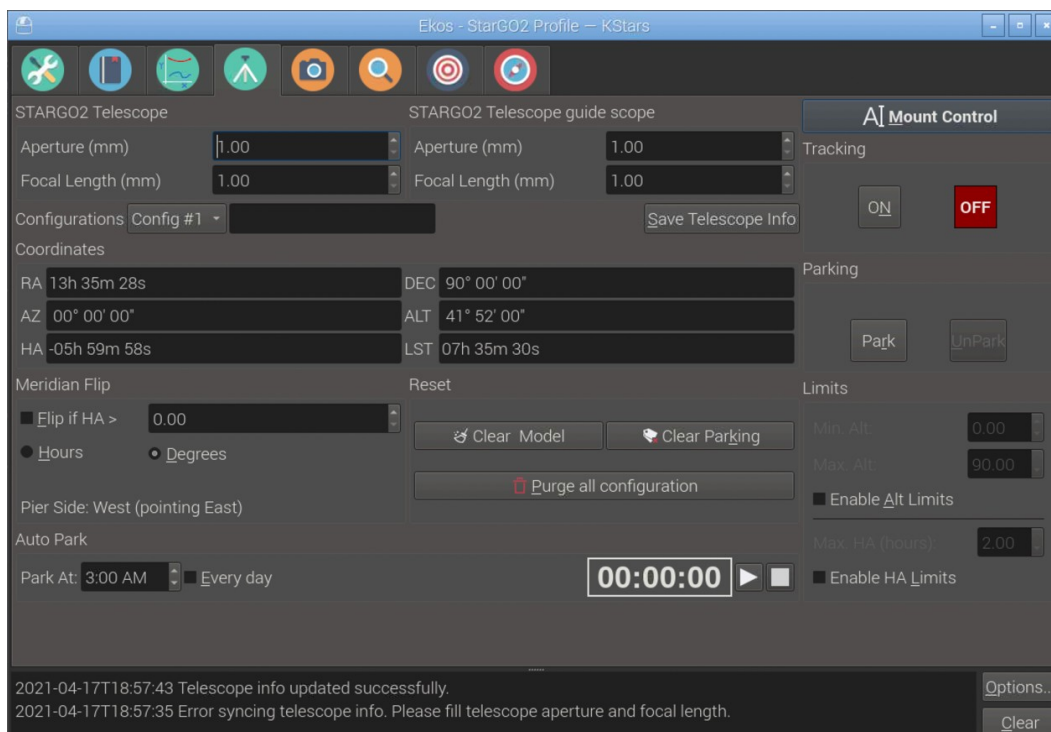 Ekos - StarGO2 Profile — KStars
STARGO2 Telescope
Aperture (mm) 1.00
Focal Length (mm) 1.00
STARGO2 Telescope guide scope
Aperture (mm) 1.00
Focal Length (mm) 1.00
Configurations Config #1 Save Telescope Info
Coordinates
RA 13h 35m 28s DEC 90° 00' 00"
AZ 00° 00' 00" ALT 41° 52' 00"
HA -05h 59m 58s LST 07h 35m 30s
Meridian Flip
Flip if HA > 0.00
Hours Degrees
Pier Side: West (pointing East)
Reset
Clear Model Clear Parking
Purge all configuration
Auto Park
Park At: 3:00 AM Every day 00:00:00
Mount Control
Tracking
ON OFF
Parking
Park UnPark
Limits
Min. Alt: 0.00
Max. Alt: 90.00
Enable Alt Limits
Max. HA (hours): 2.00
Enable HA Limits
2021-04-17T18:57:43 Telescope info updated successfully.
2021-04-17T18:57:35 Error syncing telescope info. Please fill telescope aperture and focal length.
Options...
Clear